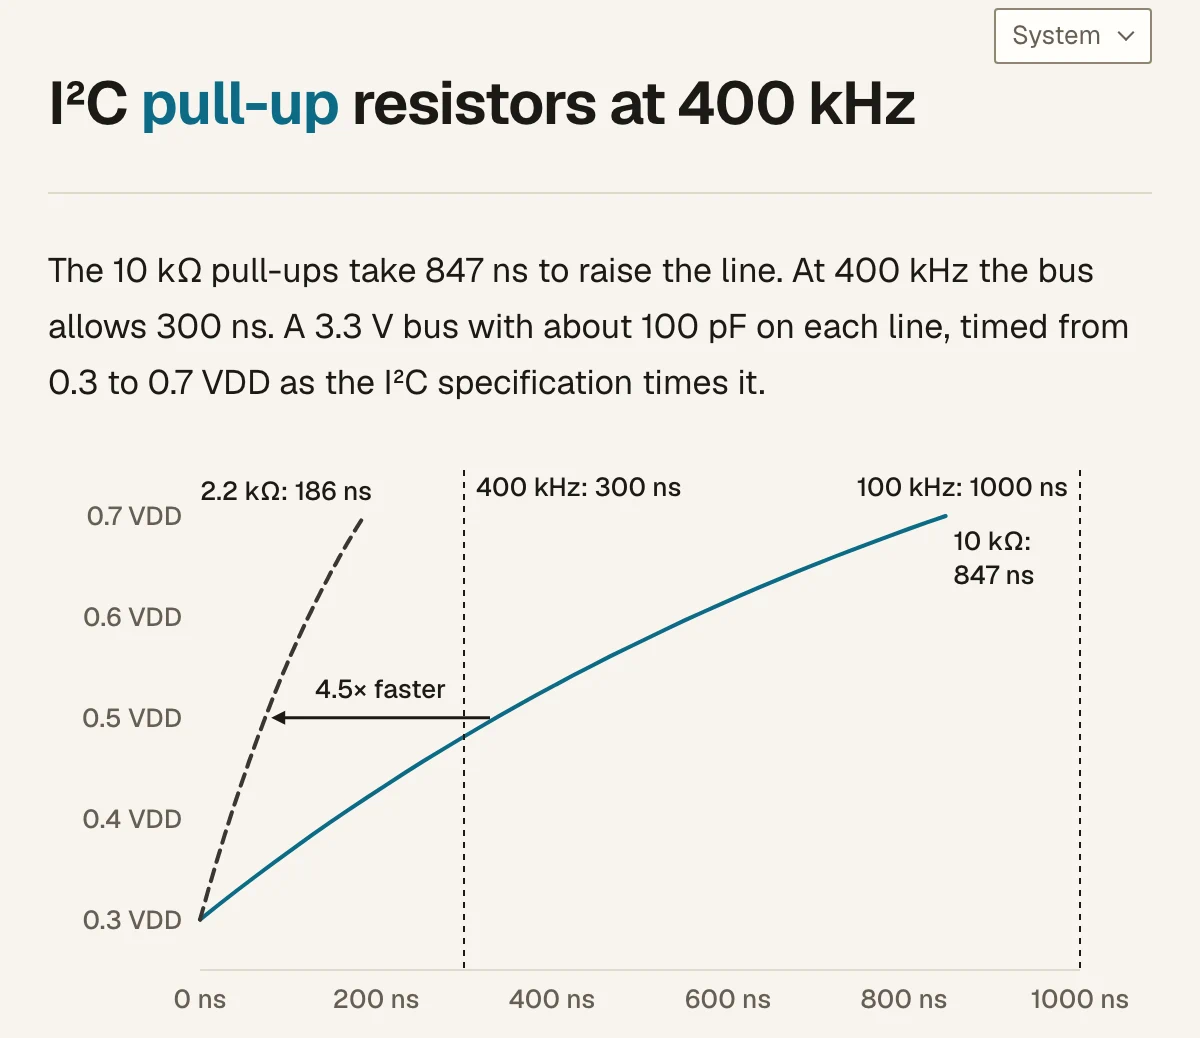 System
I²C pull-up resistors at 400 kHz
The 10 kΩ pull-ups take 847 ns to raise the line. At 400 kHz the bus
allows 300 ns. A 3.3 V bus with about 100 pF on each line, timed from
0.3 to 0.7 VDD as the I²C specification times it.
2.2 kΩ: 186 ns
400 kHz: 300 ns
100 kHz: 1000 ns
0.7 VDD
10 kΩ:
847 ns
0.6 VDD
4.5× faster
0.5 VDD
0.4 VDD
0.3 VDD
0 ns
200 ns
400 ns
600 ns
800 ns
1000 ns